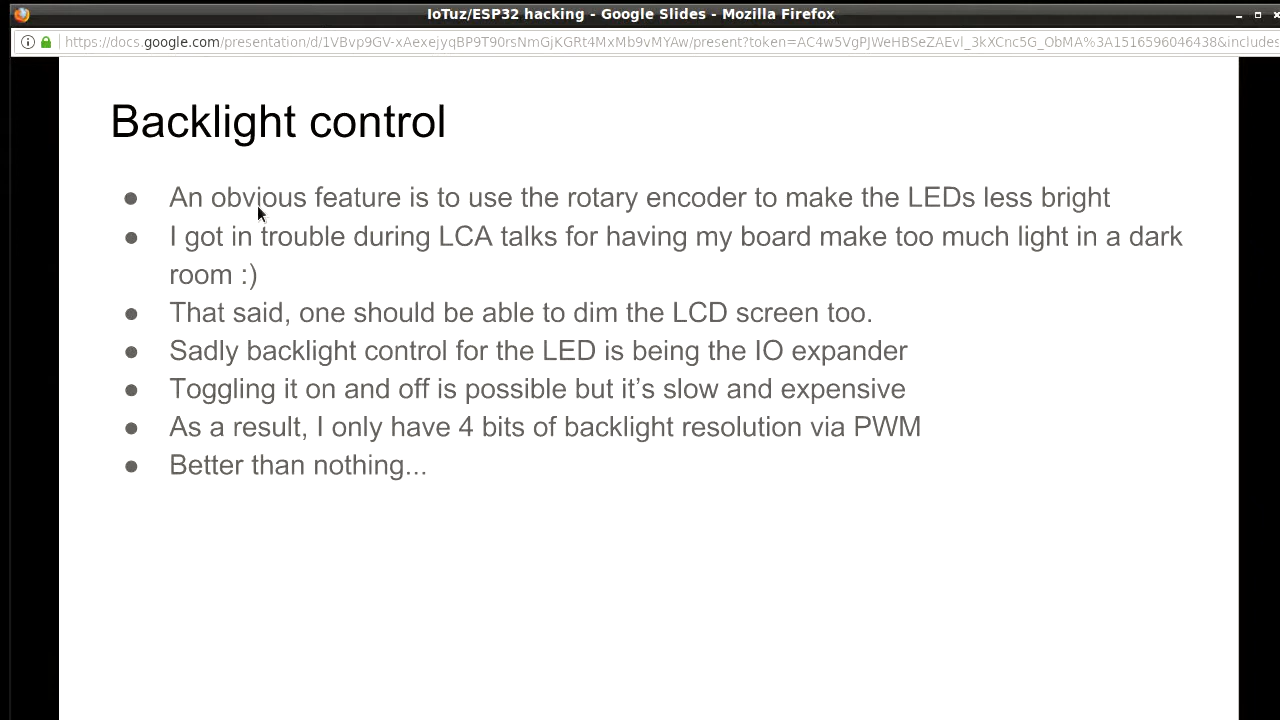 IoTuz/ESP32 hacking - Google Slides - Mozilla Firefox
https://docs.google.com/presentation/d/1VBvp9GV-xAexejyqBP9T90rsNmGjKGRt4MxMb9vMYAw/present?token=AC4w5VgPJWeHBSeZAEvl_3kXCnc5G_ObMA%3A1516596046438&includes
Backlight control
● An obvious feature is to use the rotary encoder to make the LEDs less bright
● I got in trouble during LCA talks for having my board make too much light in a dark
room :)
● That said, one should be able to dim the LCD screen too.
● Sadly backlight control for the LED is being the IO expander
● Toggling it on and off is possible but it’s slow and expensive
● As a result, I only have 4 bits of backlight resolution via PWM
● Better than nothing...